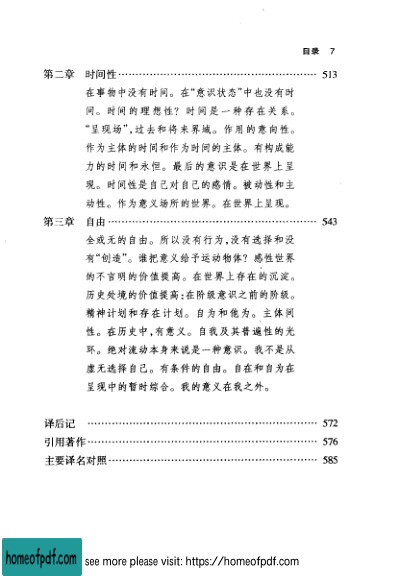 目录 7
第二章 时间性 513
在事物中没有时间。在“意识状态”中也没有时
间。时间的理想性？时间是一种存在关系。
“呈现场”,过去和将来界域。作用的意向性。
作为主体的时间和作为时间的主体。有构成能
力的时间和永恒。最后的意识是在世界上呈
现。时间性是自己对自己的感情。被动性和主
动性。作为意义场所的世界。在世界上呈现。
第三章 自由 543
全或无的自由。所以没有行为,没有选择和没
有“创造”。谁把意义给予运动物体？感性世界
的不言明的价值提高。在世界上存在的沉淀。
历史处境的价值提高:在阶级意识之前的阶级。
精神计划和存在计划。自为和他为。主体间
性。在历史中,有意义。自我及其普遍性的光
环。绝对流动本身来说是一种意识。我不是从
虚无选择自己。有条件的自由。自在和自为在
呈现中的暂时综合。我的意义在我之外。
译后记 572
引用著作 576
主要译名对照 585
homeofpdf.com see more please visit: https://homeofpdf.com